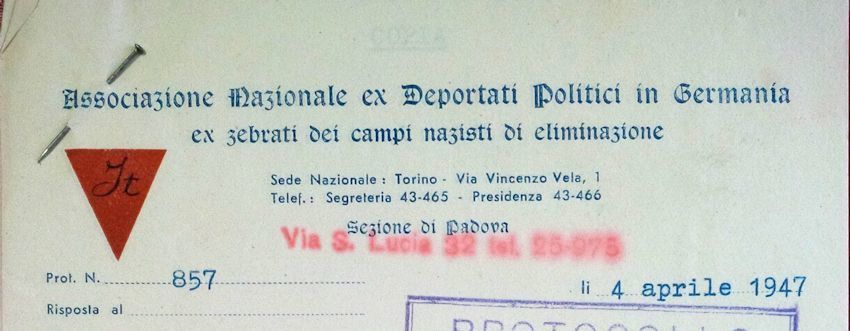 COPIA
Associazione Nazionale ex Deportati Politici in Germania
ex zebrati dei campi nazisti di eliminazione
It
Sede Nazionale : Torino - Via Vincenzo Vela, 1
Telef.: Segreteria 43-465 - Presidenza 43-466
Sezione di Padova
Via S. Lucia 32 tel. 25-975
Prot. N. 857
li 4 aprile 1947
Risposta al
PROTOCOLLO